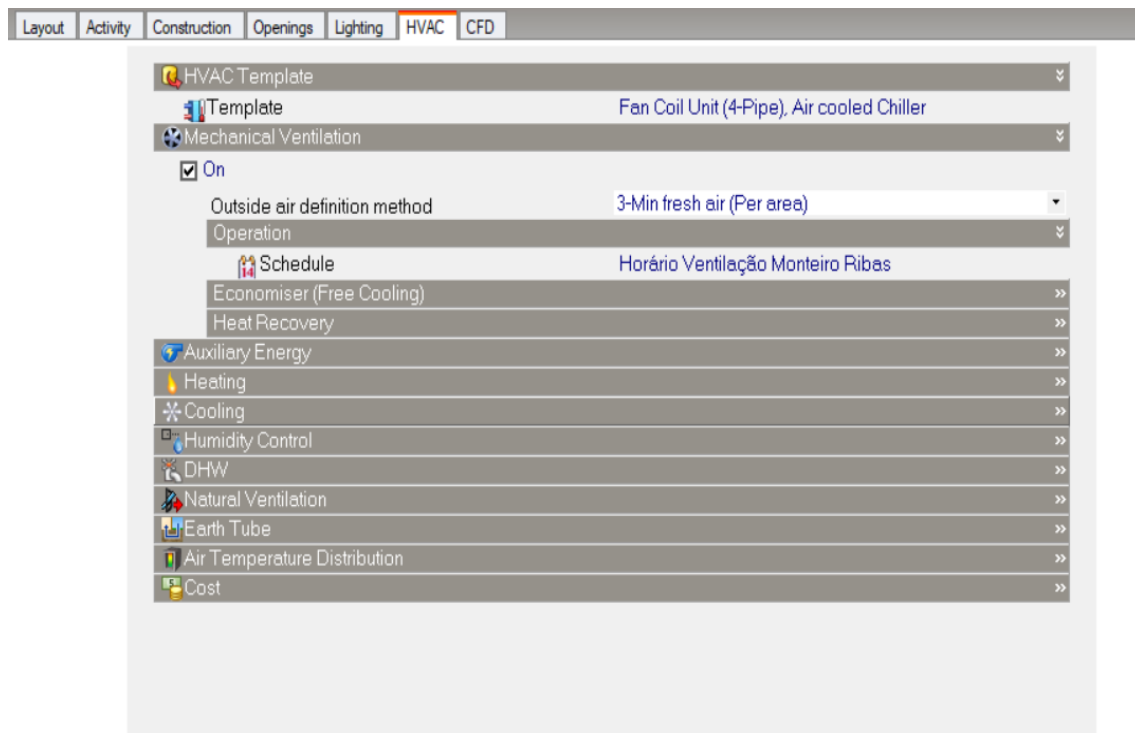 Layout Activity Construction Openings Lighting HVAC CFD
HVAC Template
Template Fan Coil Unit (4-Pipe), Air cooled Chiller
Mechanical Ventilation
On
Outside air definition method 3-Min fresh air (Per area)
Operation
Schedule Horário Ventilação Monteiro Ribas
Economiser (Free Cooling)
Heat Recovery
Auxiliary Energy
Heating
Cooling
Humidity Control
DHW
Natural Ventilation
Earth Tube
Air Temperature Distribution
Cost